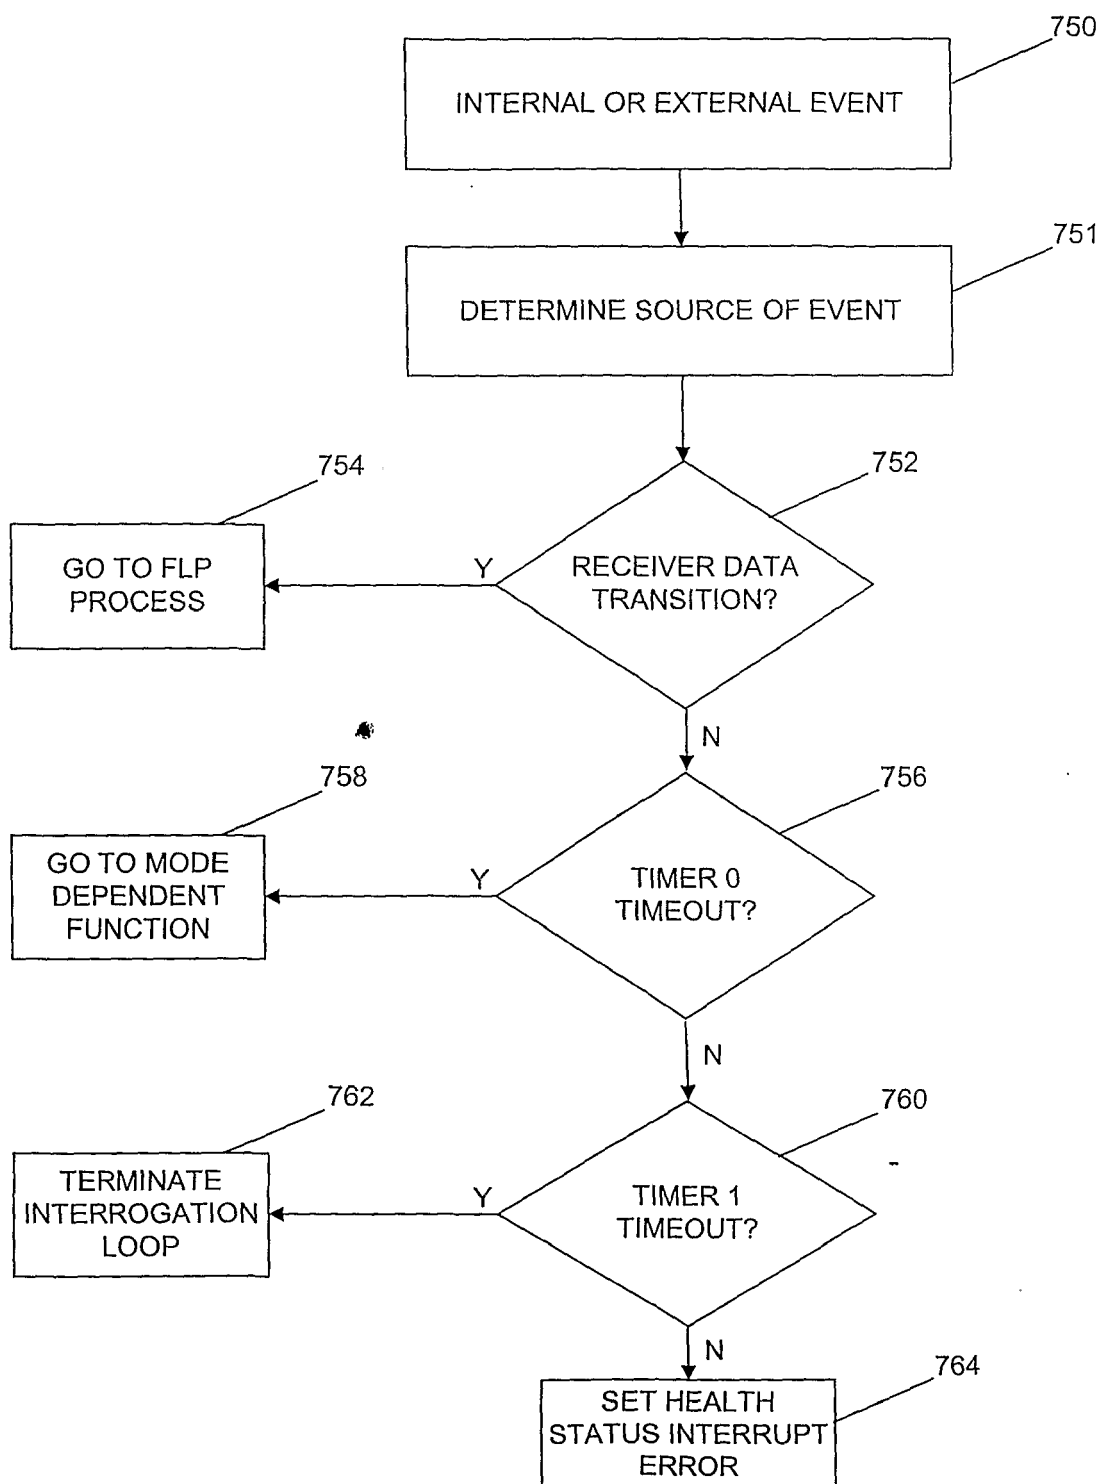 750
INTERNAL OR EXTERNAL EVENT
751
DETERMINE SOURCE OF EVENT
752
RECEIVER DATA
TRANSITION?
Y
754
GO TO FLP
PROCESS
N
756
TIMER 0
TIMEOUT?
Y
758
GO TO MODE
DEPENDENT
FUNCTION
N
760
TIMER 1
TIMEOUT?
Y
762
TERMINATE
INTERROGATION
LOOP
N
764
SET HEALTH
STATUS INTERRUPT
ERROR